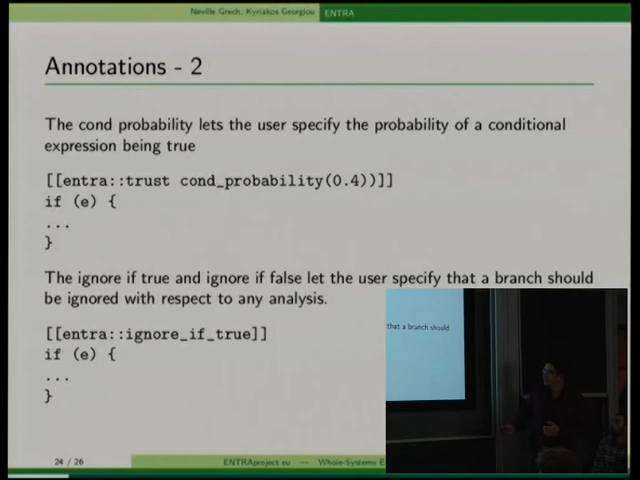 Neville Grech, Kyriakos Georgiou ENTRA
Annotations - 2
The cond probability lets the user specify the probability of a conditional
expression being true
[[entra::trust cond_probability(0.4))]]
if (e) {
...
}
The ignore if true and ignore if false let the user specify that a branch should
be ignored with respect to any analysis.
that a branch should
[[entra::ignore_if_true]]
if (e) {
...
}
24 / 26
ENTRAproject.eu — Whole-Systems